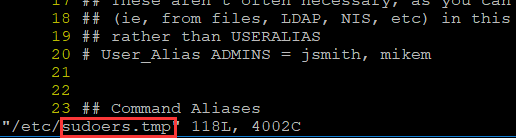 17 ## These aren't often necessary, as you can
18 ## (ie, from files, LDAP, NIS, etc) in this
19 ## rather than USERALIAS
20 # User_Alias ADMINS = jsmith, mikem
21
22
23 ## Command Aliases
"/etc/sudoers.tmp" 118L, 4002C